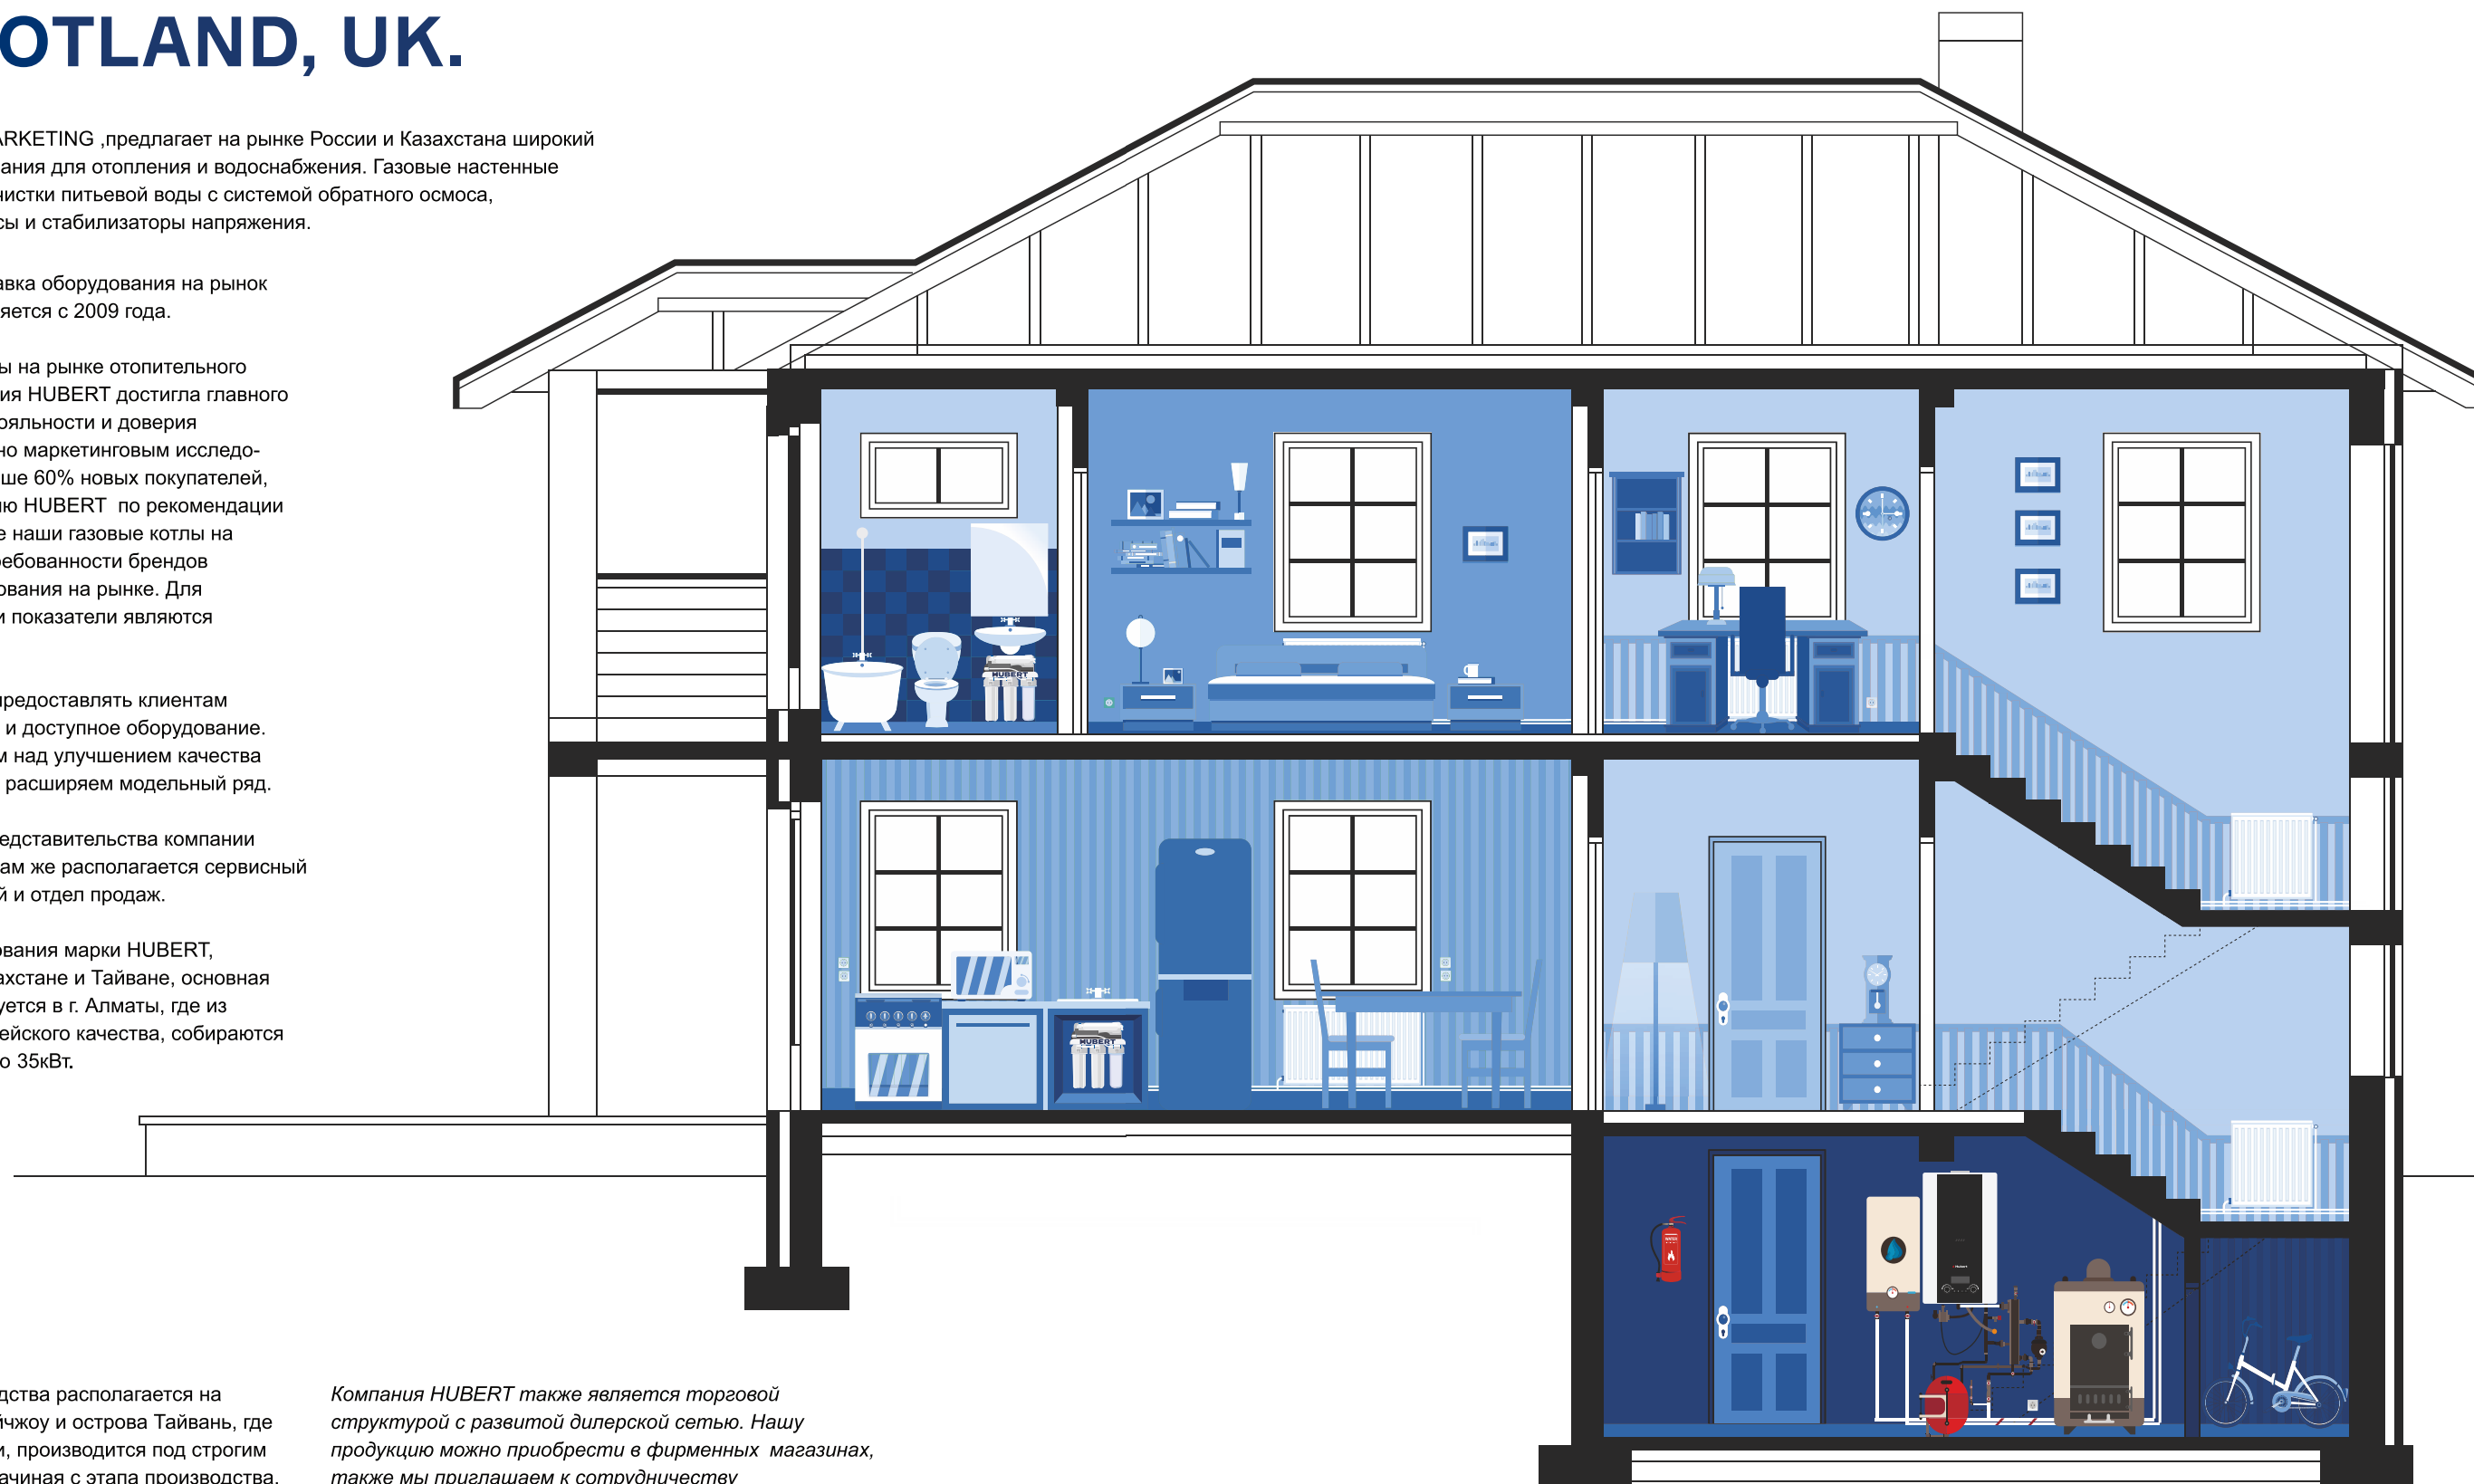 OTLAND, UK.
ARKETING ,предлагает на рынке России и Казахстана широкий
ания для отопления и водоснабжения. Газовые настенные
чистки питьевой воды с системой обратного осмоса,
сы и стабилизаторы напряжения.
авка оборудования на рынок
яется с 2009 года.
ы на рынке отопительного
ия HUBERT достигла главного
ояльности и доверия
но маркетинговым исследо-
ше 60% новых покупателей,
ю HUBERT по рекомендации
е наши газовые котлы на
ребованности брендов
ования на рынке. Для
и показатели являются
предоставлять клиентам
и доступное оборудование.
м над улучшением качества
расширяем модельный ряд.
едставительства компании
ам же располагается сервисный
й и отдел продаж.
ования марки HUBERT,
ахстане и Тайване, основная
уется в г. Алматы, где из
ейского качества, собираются
о 35кВт.
HUBERT
HUBERT
Hubert
дства располагается на
йчжоу и острова Тайвань, где
и, производится под строгим
ачиная с этапа производства,
Компания HUBERT также является торговой
структурой с развитой дилерской сетью. Нашу
продукцию можно приобрести в фирменных магазинах,
также мы приглашаем к сотрудничеству